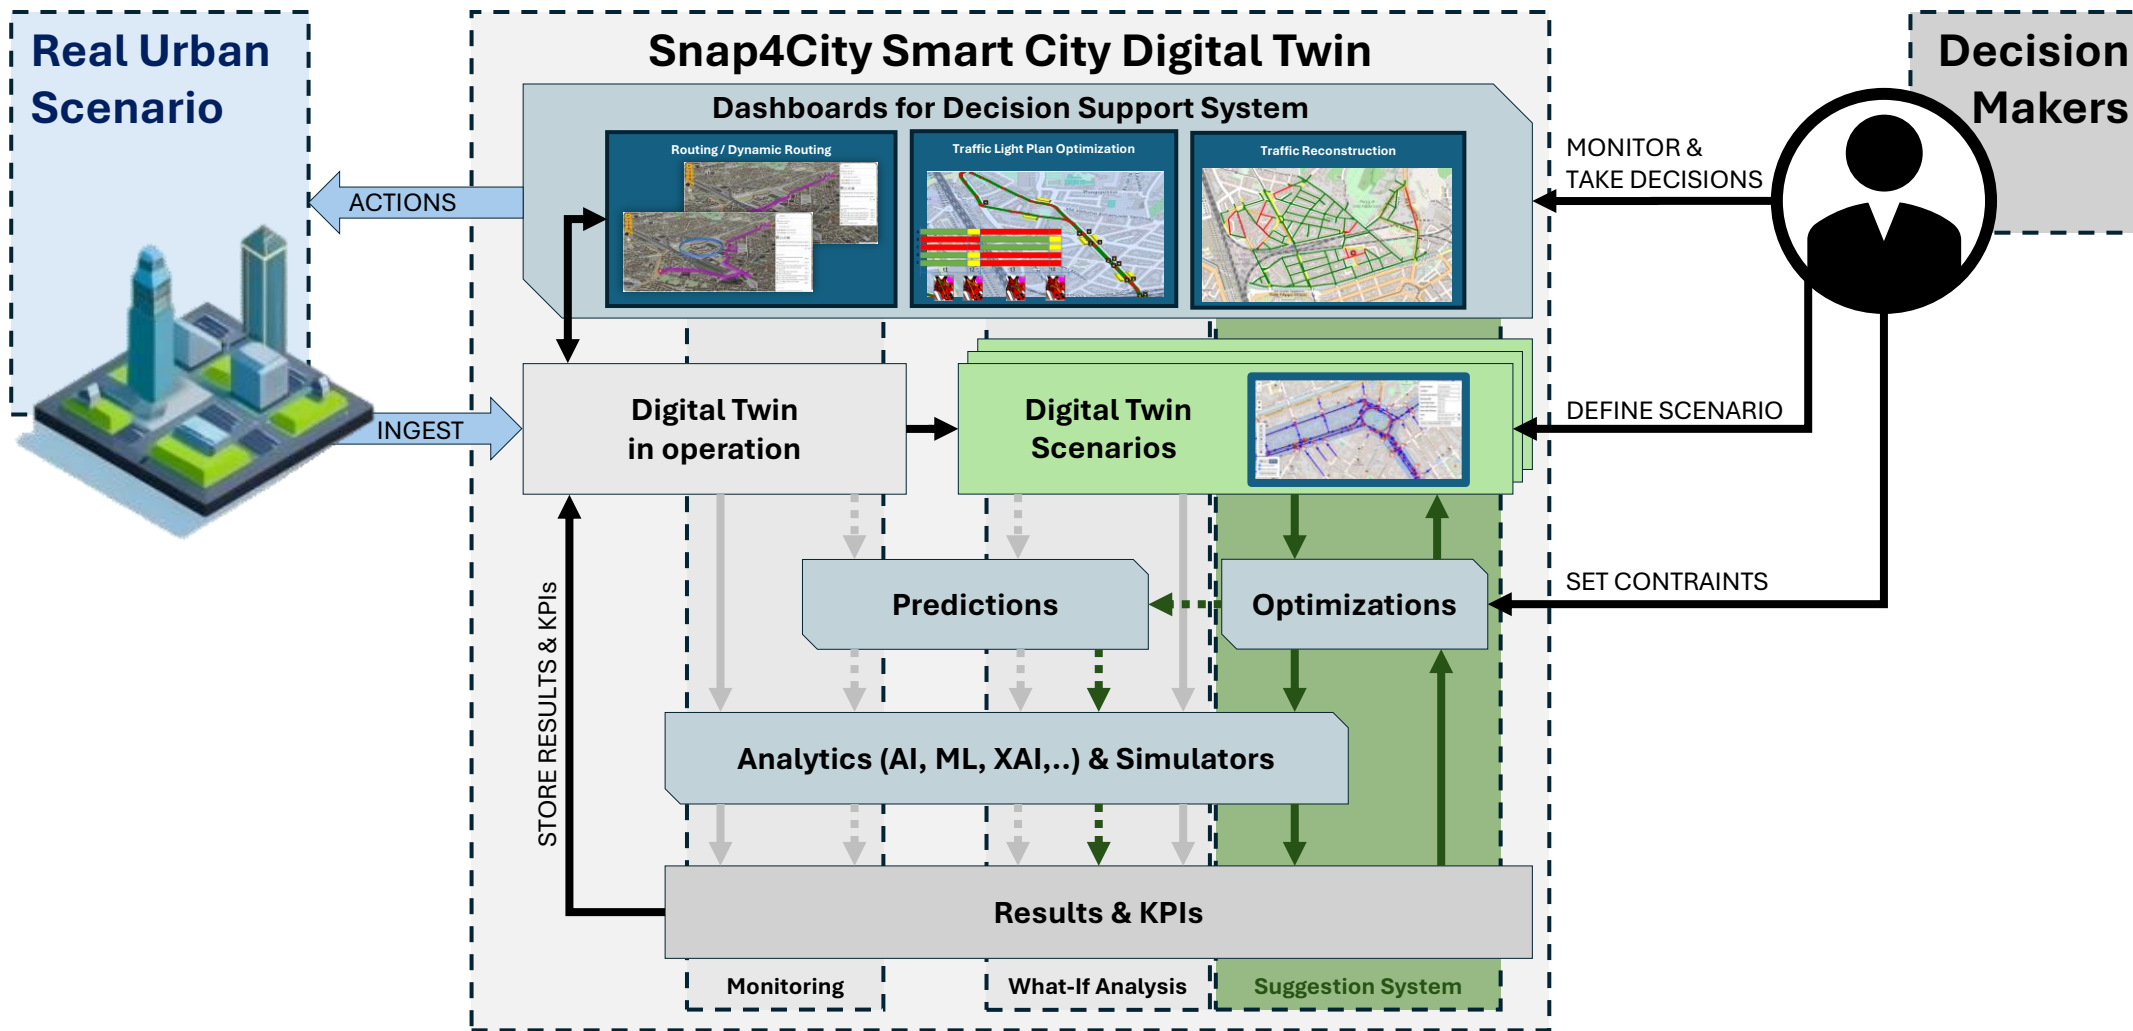 Real Urban
Scenario
Snap4City Smart City Digital Twin
Decision
Makers
Dashboards for Decision Support System
Routing / Dynamic Routing
Traffic Light Plan Optimization
Traffic Reconstruction
MONITOR &
TAKE DECISIONS
ACTIONS
INGEST
Digital Twin
in operation
Digital Twin
Scenarios
DEFINE SCENARIO
Predictions
Optimizations
SET CONTRAINTS
STORE RESULTS & KPIs
Analytics (AI, ML, XAI,..) & Simulators
Results & KPIs
Monitoring
What-If Analysis
Suggestion System